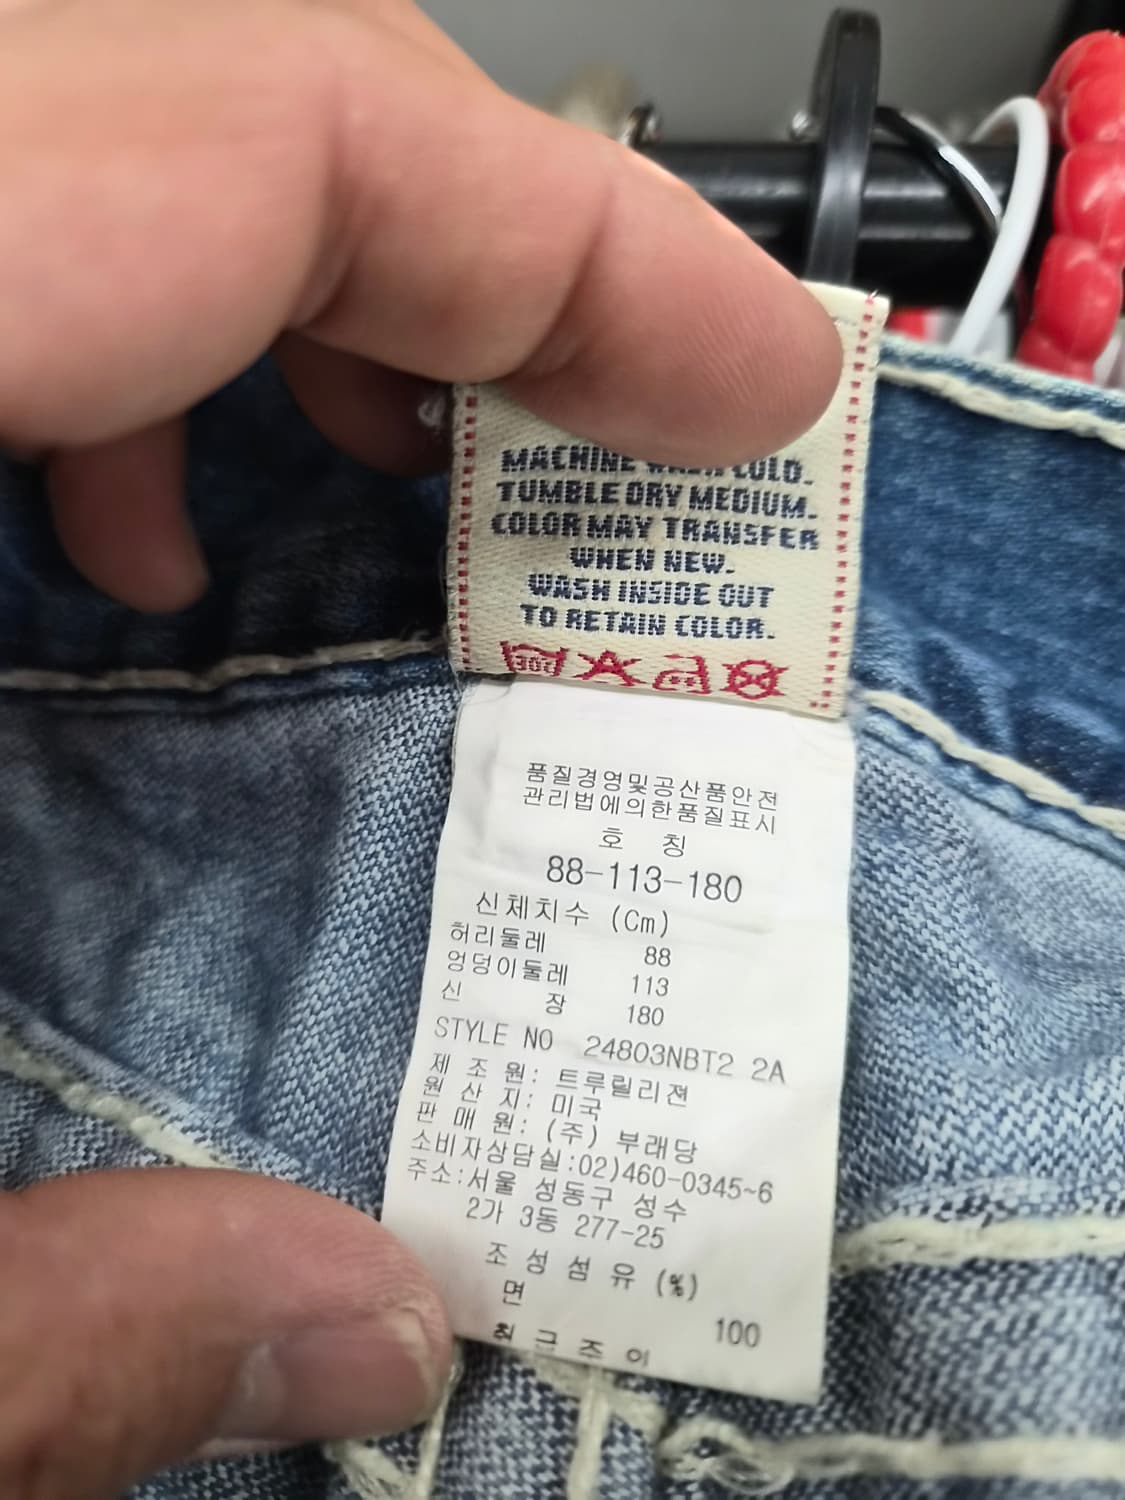 MACHINE WASH COLD.
TUMBLE DRY MEDIUM.
COLOR MAY TRANSFER
WHEN NEW.
WASH INSIDE OUT
TO RETAIN COLOR.
품질경영및공산품안전
관리법에의한품질표시
호 칭
88-113-180
신체치수 (Cm)
허리둘레 88
엉덩이둘레 113
신 장 180
STYLE NO 24803NBT2 2A
제 조 원: 트루릴리젼
원 산 지: 미국
판 매 원: (주) 부래당
소비자상담실:02)460-0345~6
주소:서울 성동구 성수
2가 3동 277-25
조 성 섬 유 (%)
면 100